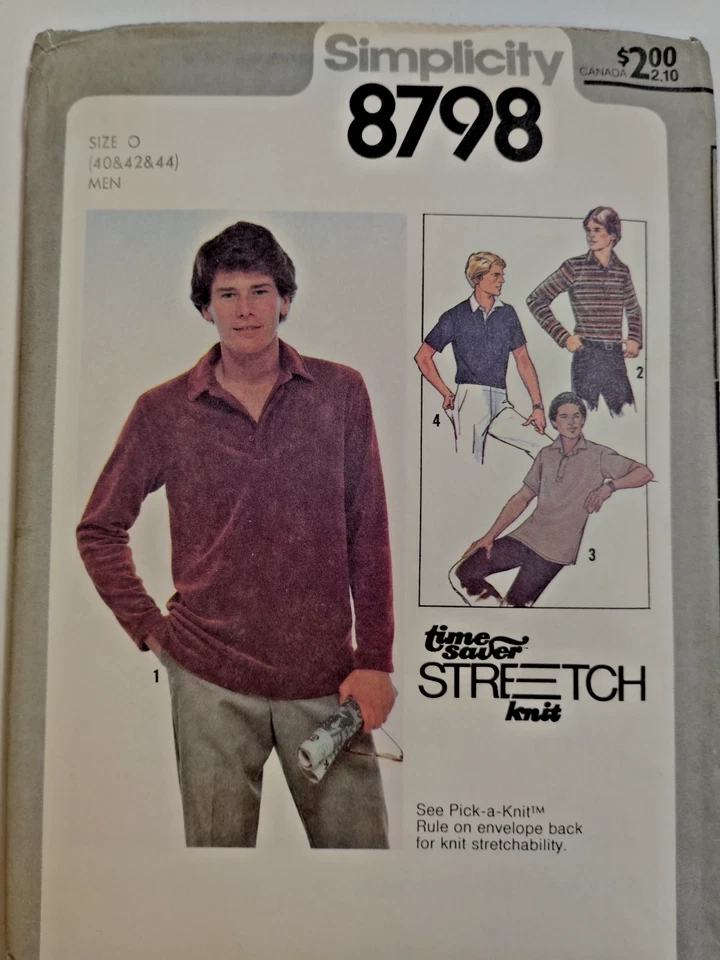 Simplicity
8798
$2.00
CANADA 2.10
SIZE O
(40&42&44)
MEN
1
2
4
3
time
saver™
STRETCH
knit
See Pick-a-Knit™
Rule on envelope back
for knit stretchability.